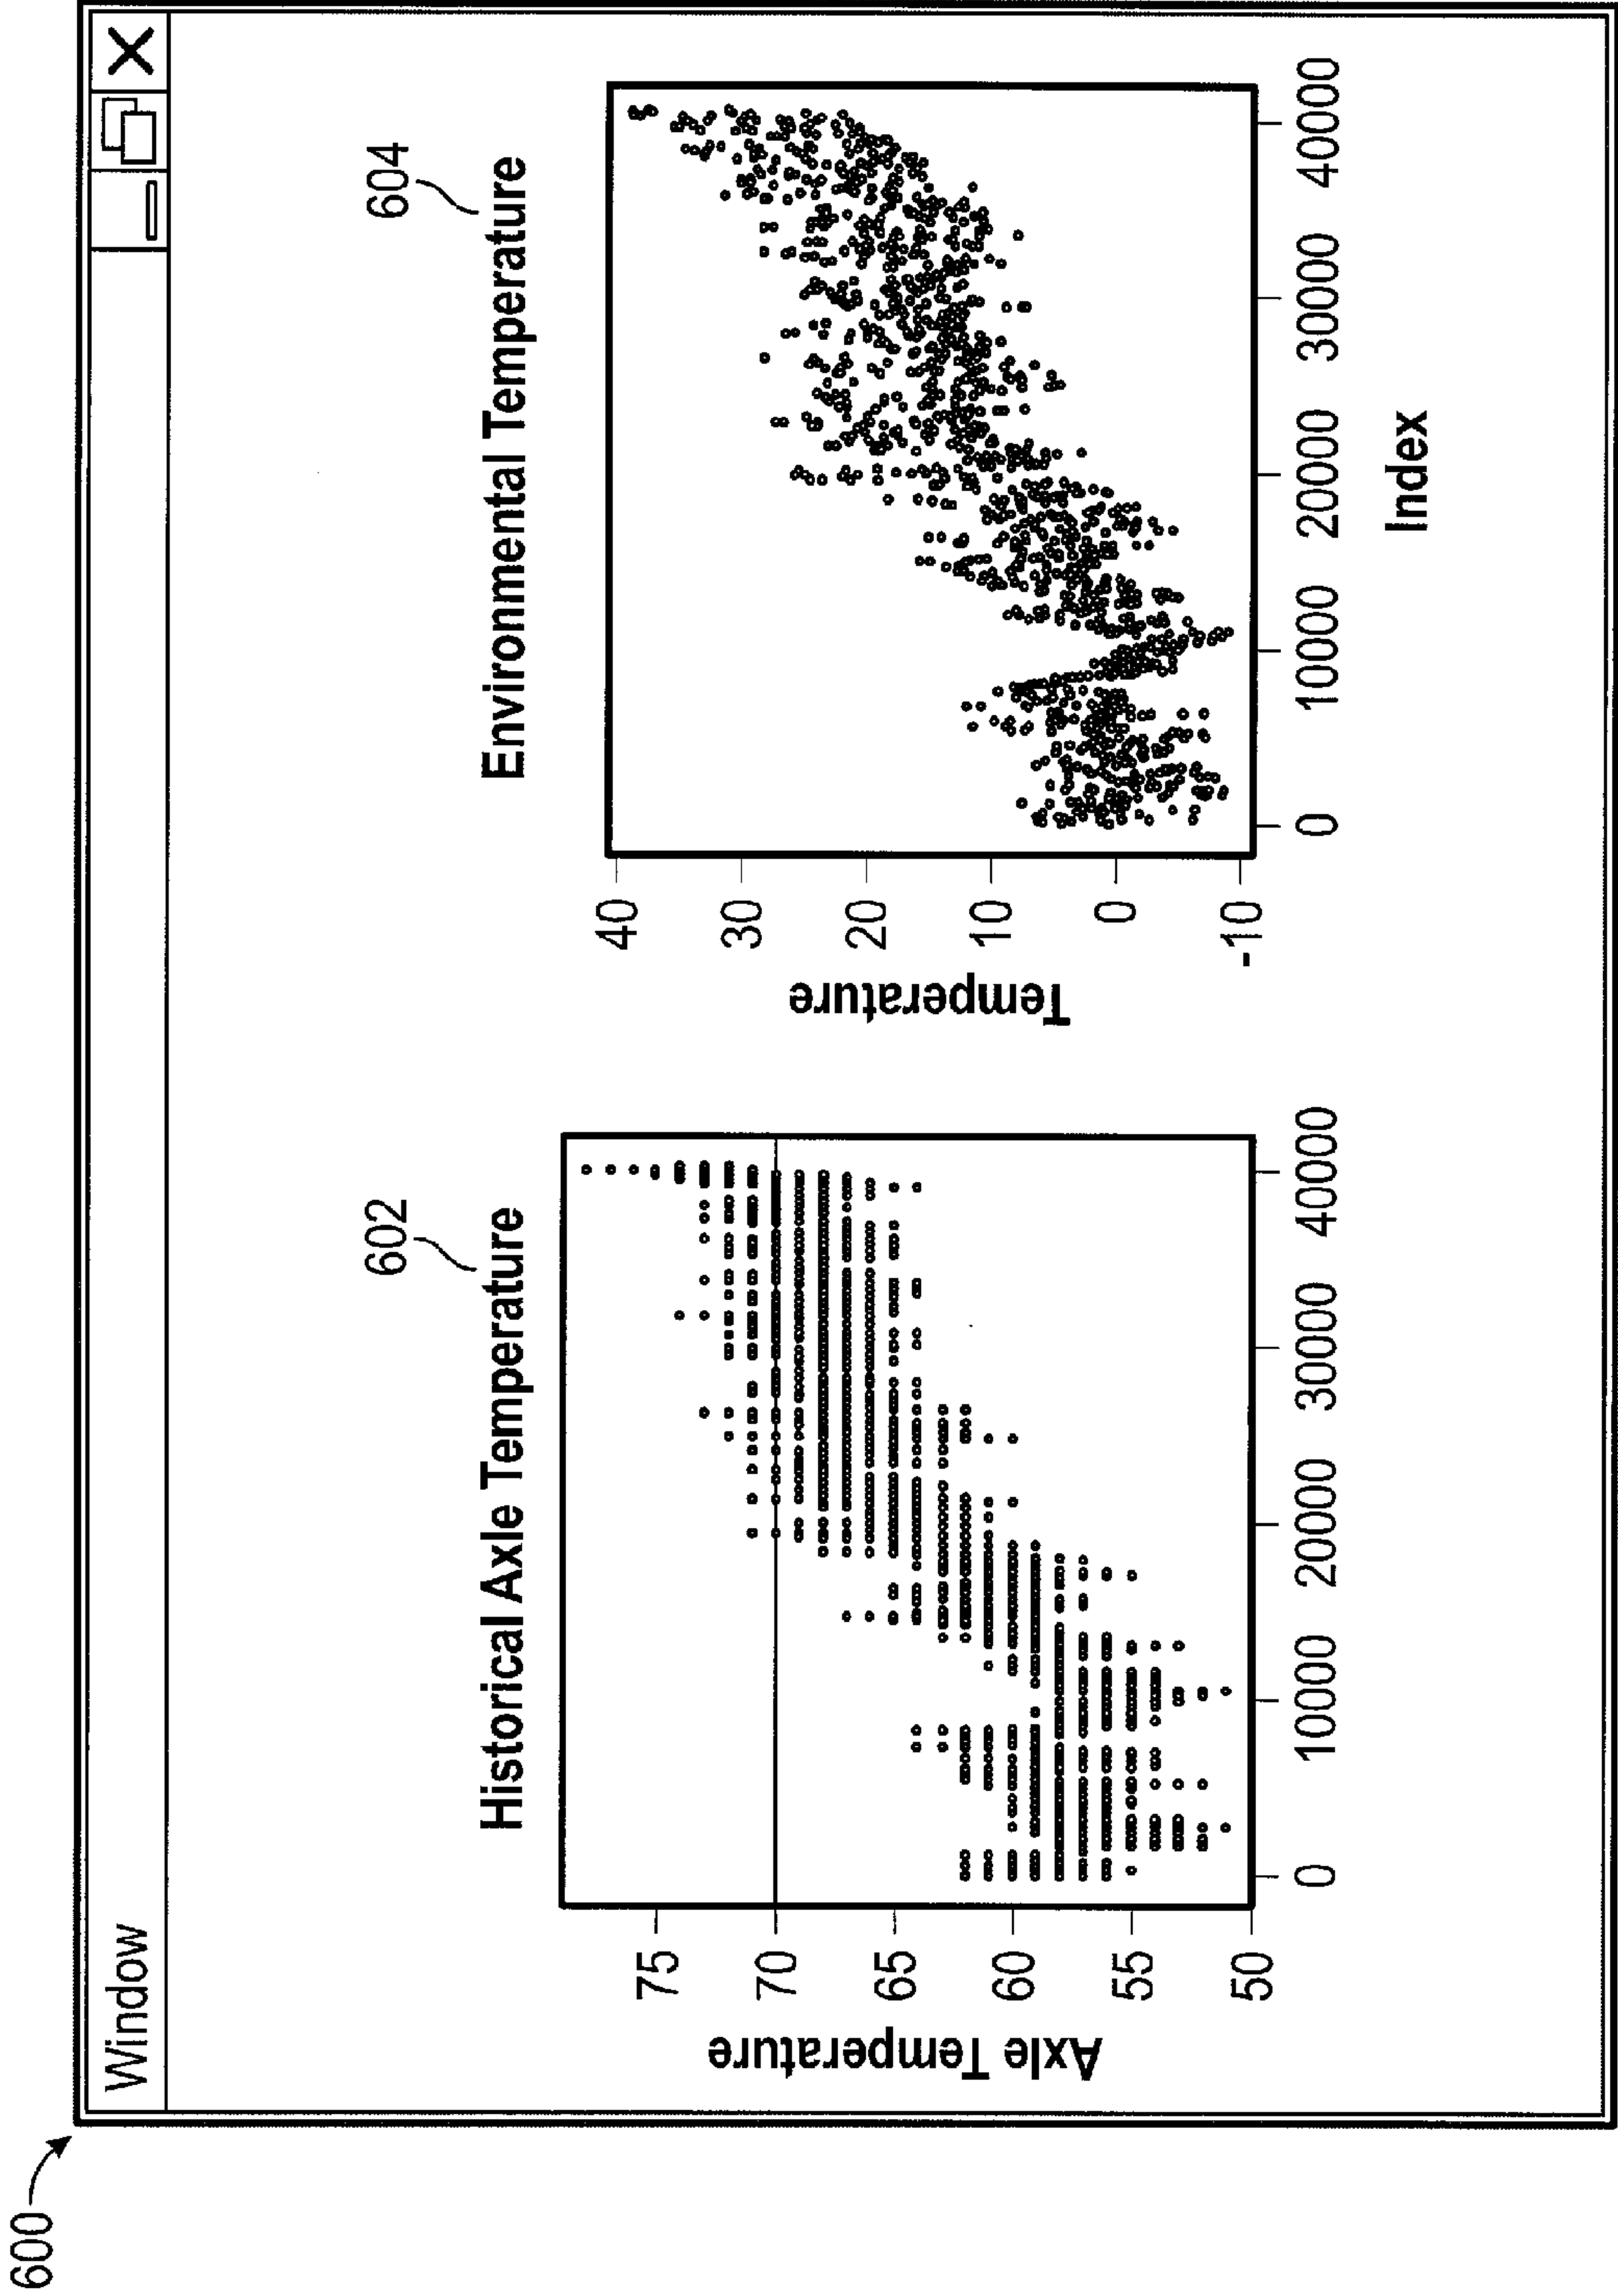 600
Window
602
604
Historical Axle Temperature
Environmental Temperature
Axle Temperature
75
70
65
60
55
50
0 10000 20000 30000 40000
Temperature
40
30
20
10
0
-10
0 10000 20000 30000 40000
Index